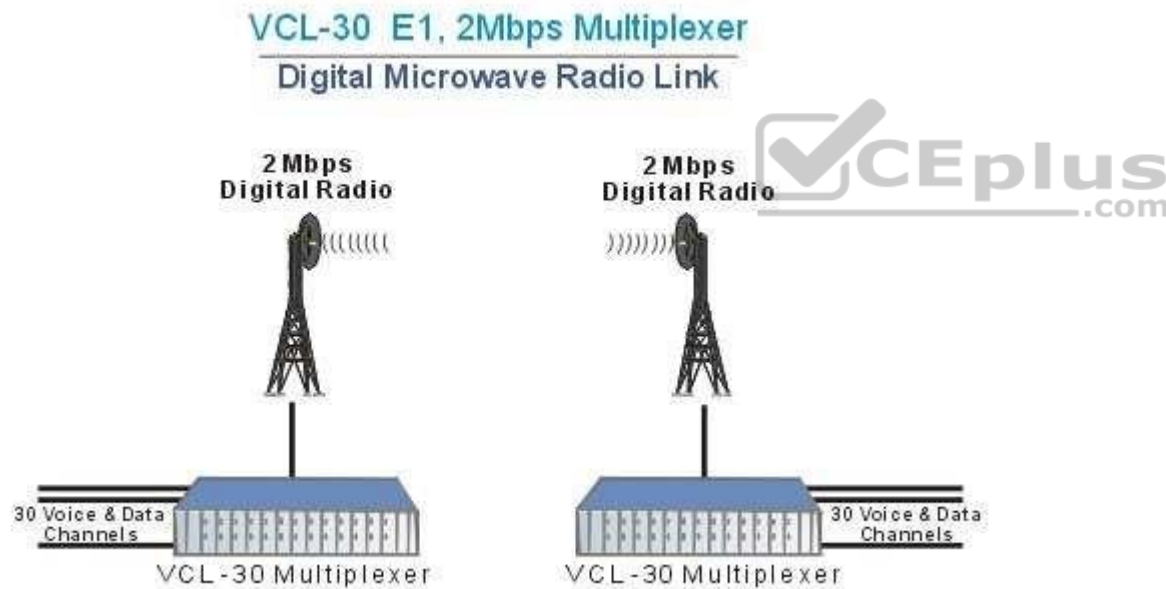 VCL-30 E1, 2Mbps Multiplexer
Digital Microwave Radio Link
CEplus
.com
2 Mbps
Digital Radio
2 Mbps
Digital Radio
30 Voice & Data
Channels
30 Voice & Data
Channels
VCL-30 Multiplexer
VCL-30 Multiplexer